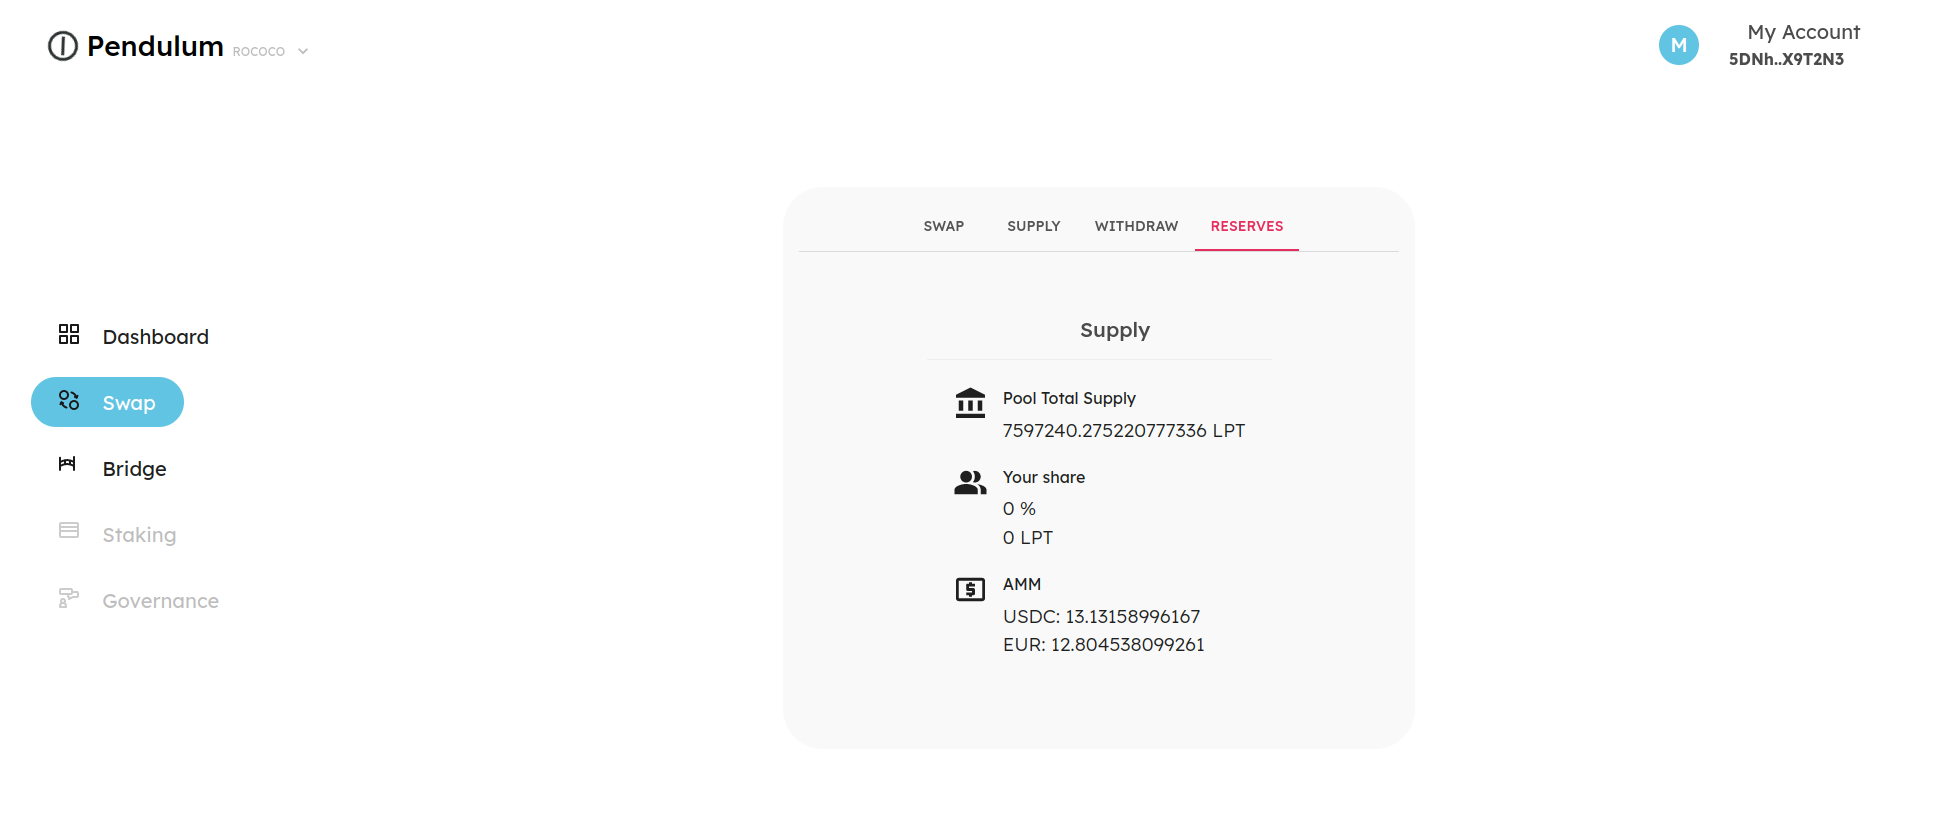 Pendulum ROCOCO
M
My Account
5DNh..X9T2N3
Dashboard
Swap
Bridge
Staking
Governance
SWAP SUPPLY WITHDRAW RESERVES
Supply
Pool Total Supply
7597240.275220777336 LPT
Your share
0 %
0 LPT
AMM
USDC: 13.13158996167
EUR: 12.804538099261